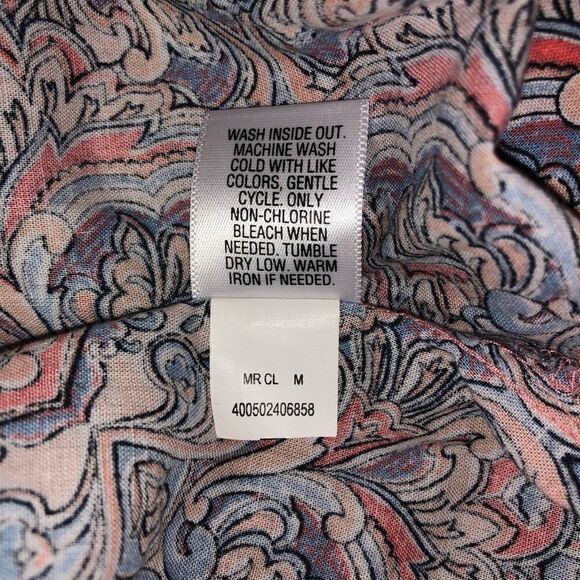 WASH INSIDE OUT.
MACHINE WASH
COLD WITH LIKE
COLORS, GENTLE
CYCLE. ONLY
NON-CHLORINE
BLEACH WHEN
NEEDED. TUMBLE
DRY LOW. WARM
IRON IF NEEDED.
MR CL M
400502406858